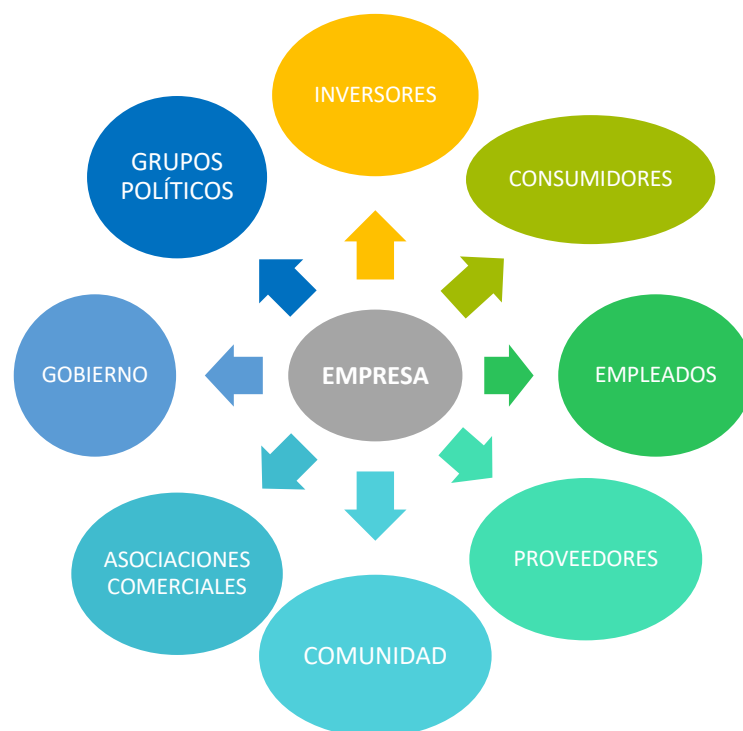 INVERSORES
GRUPOS
POLÍTICOS
CONSUMIDORES
GOBIERNO
EMPRESA
EMPLEADOS
ASOCIACIONES
COMERCIALES
PROVEEDORES
COMUNIDAD